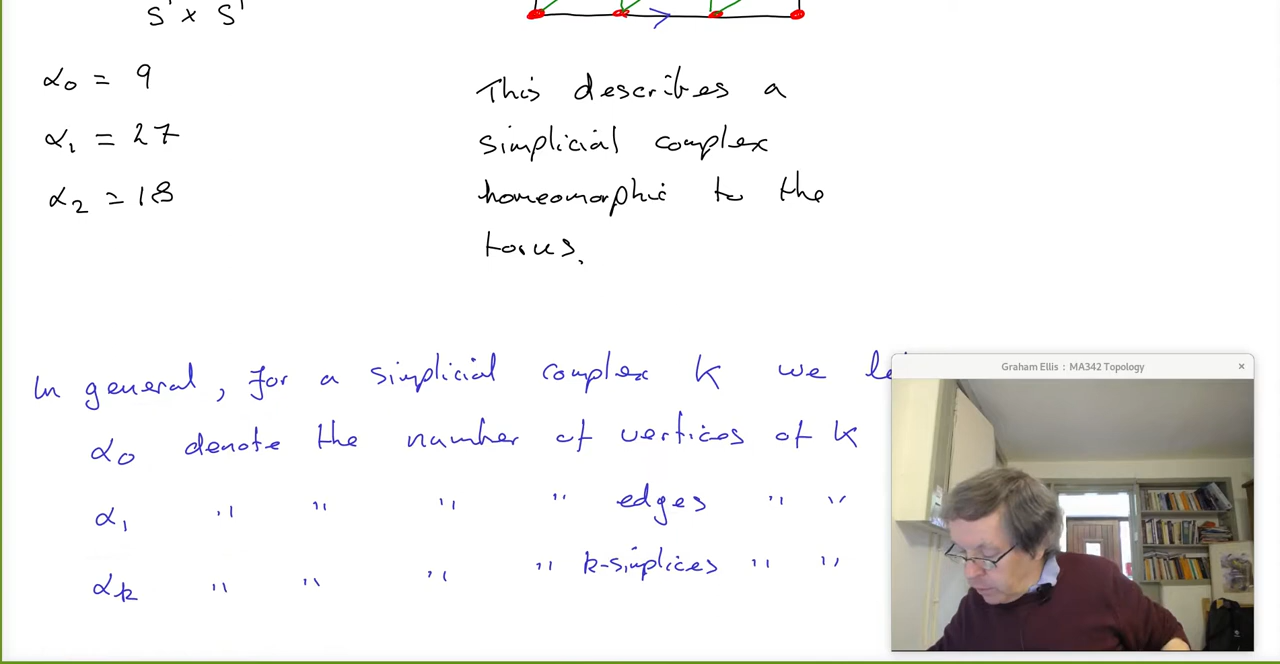 S¹ × S¹
α₀ = 9
α₁ = 27
α₂ = 18
This describes a
simplicial complex
homeomorphic to the
torus.
In general, for a simplicial complex K we le
α₀ denote the number of vertices of K
α₁ " " " " edges " "
αₖ " " " " k-simplices " "
Graham Ellis : MA342 Topology ×